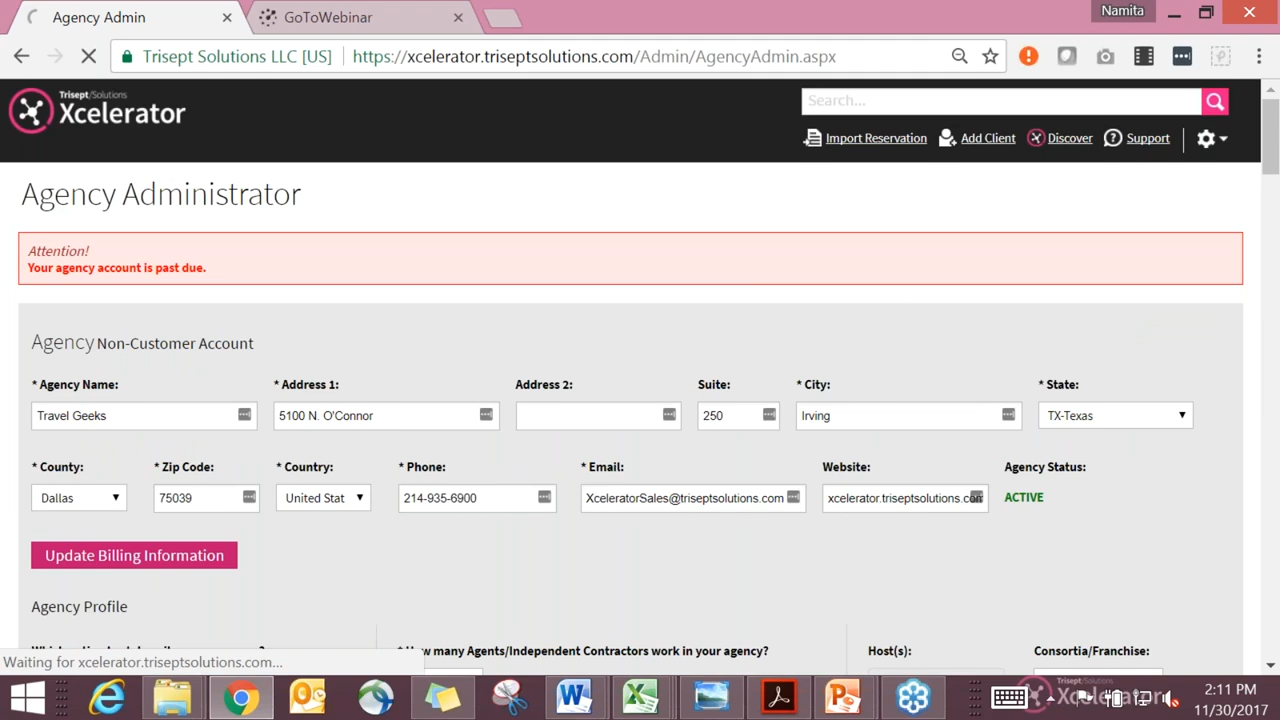 Agency Admin
GoToWebinar
Namita
Trisept Solutions LLC [US]
https://xcelerator.triseptsolutions.com/Admin/AgencyAdmin.aspx
Trisept/Solutions
Xcelerator
Search...
Import Reservation
Add Client
Discover
Support
Agency Administrator
Attention!
Your agency account is past due.
Agency Non-Customer Account
* Agency Name:
* Address 1:
Address 2:
Suite:
* City:
* State:
Travel Geeks
5100 N. O'Connor
250
Irving
TX-Texas
* County:
* Zip Code:
* Country:
* Phone:
* Email:
Website:
Agency Status:
Dallas
75039
United Stat
214-935-6900
XceleratorSales@triseptsolutions.com
xcelerator.triseptsolutions.com
ACTIVE
Update Billing Information
Agency Profile
How many Agents/Independent Contractors work in your agency?
Host(s):
Consortia/Franchise:
Waiting for xcelerator.triseptsolutions.com...
Xcelerator
2:11 PM
11/30/2017